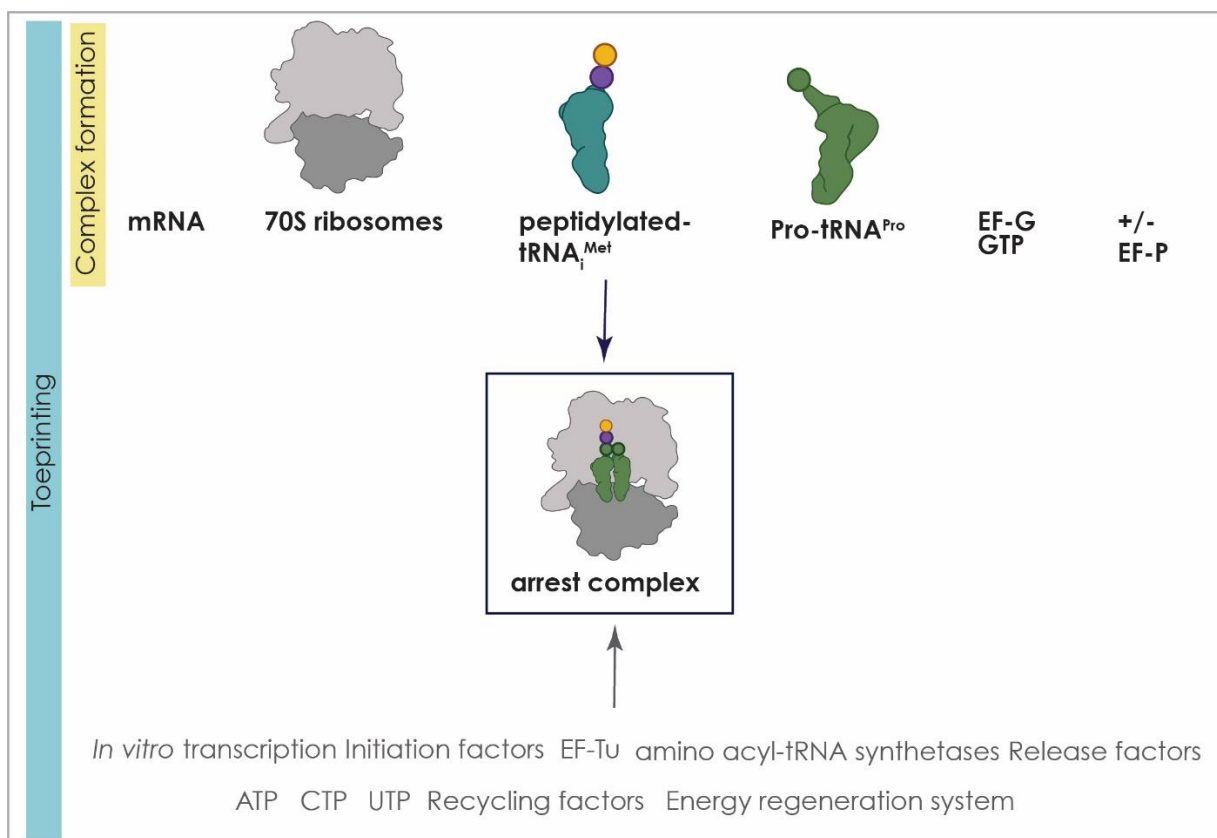 Toeprinting
Complex formation
mRNA
70S ribosomes
peptidylated-
tRNAᵢᴹᵉᵗ
Pro-tRNAᴾʳᵒ
EF-G
GTP
+/-
EF-P
arrest complex
In vitro transcription Initiation factors EF-Tu amino acyl-tRNA synthetases Release factors
ATP CTP UTP Recycling factors Energy regeneration system